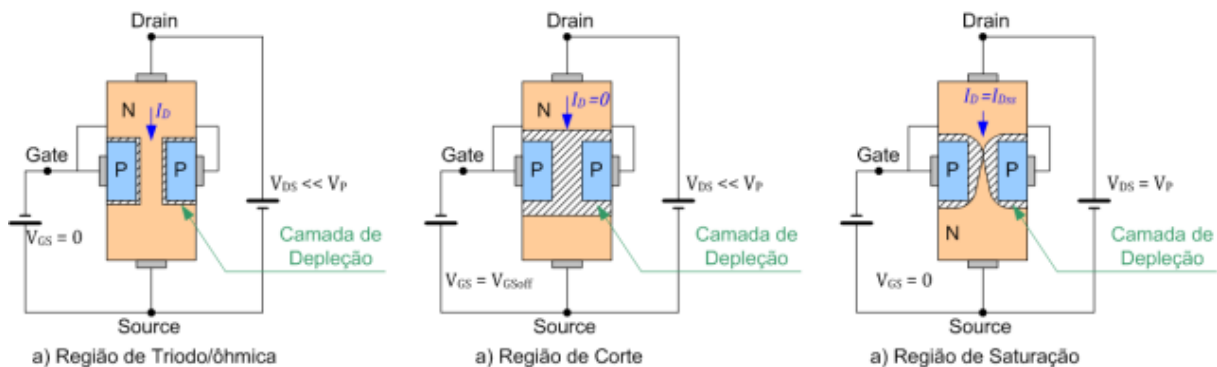 Drain
N
I_D
Gate
P
P
V_DS << V_P
V_GS = 0
Camada de
Depleção
Source
a) Região de Triodo/ôhmica
Drain
N
I_D=0
Gate
P
P
V_DS << V_P
Camada de
Depleção
V_GS = V_GSoff
Source
a) Região de Corte
Drain
I_D=I_Dss
Gate
P
P
V_DS = V_P
N
Camada de
Depleção
V_GS = 0
Source
a) Região de Saturação